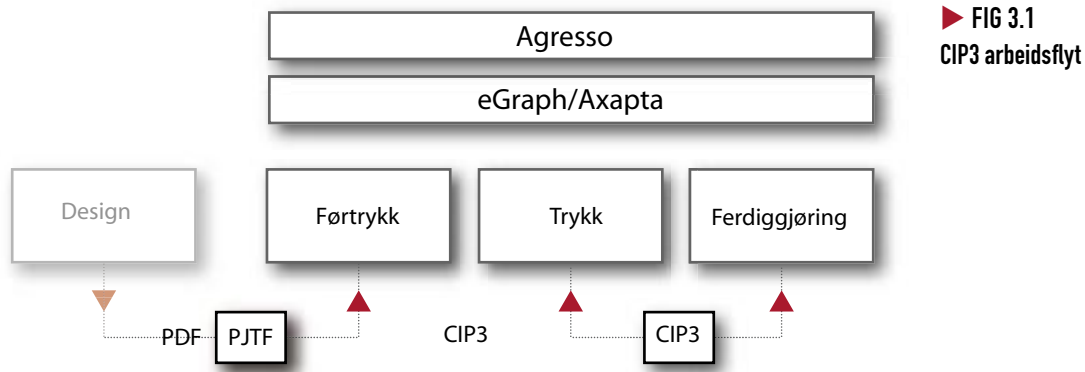 Agresso
FIG 3.1
CIP3 arbeidsflyt
eGraph/Axapta
Design
Førtrykk
Trykk
Ferdiggjøring
PDF
PJTF
CIP3
CIP3